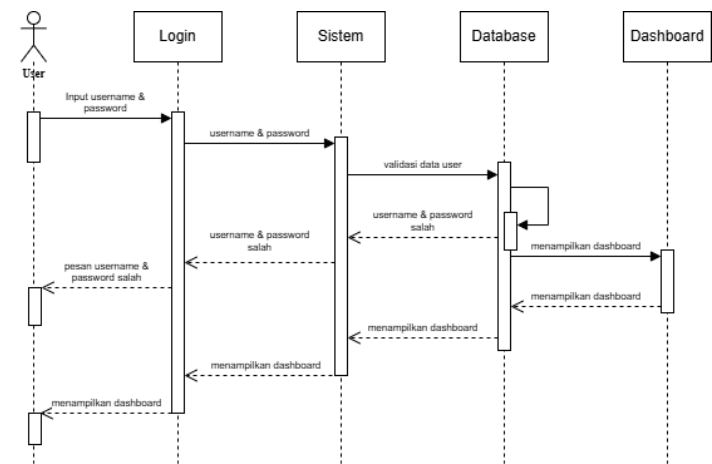 Login
Sistem
Database
Dashboard
User
Input username &
password
username & password
validasi data user
username & password
salah
username & password
salah
menampilkan dashboard
pesan username &
password salah
menampilkan dashboard
menampilkan dashboard
menampilkan dashboard
menampilkan dashboard